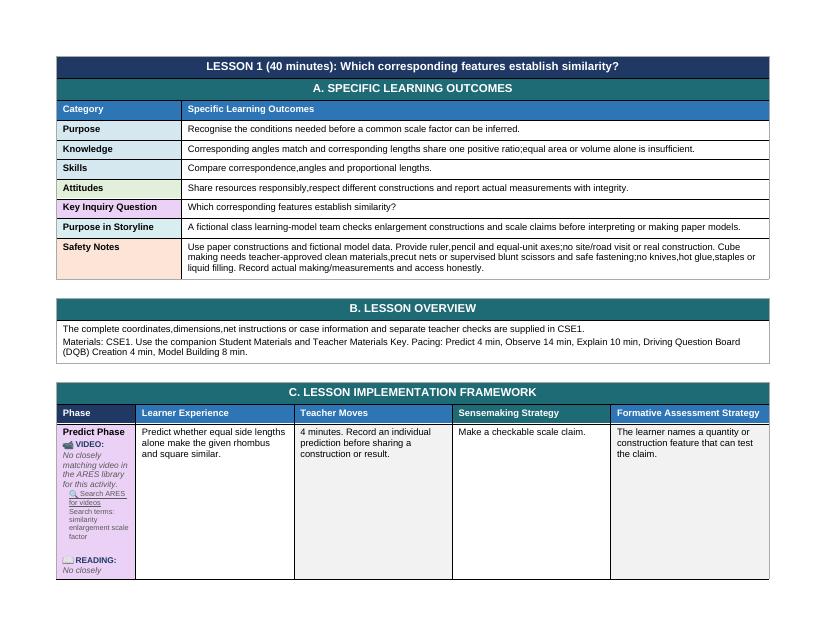 LESSON 1 (40 minutes): Which corresponding features establish similarity?
A. SPECIFIC LEARNING OUTCOMES
Category
Specific Learning Outcomes
Purpose
Recognise the conditions needed before a common scale factor can be inferred.
Knowledge
Corresponding angles match and corresponding lengths share one positive ratio;equal area or volume alone is insufficient.
Skills
Compare correspondence,angles and proportional lengths.
Attitudes
Share resources responsibly,respect different constructions and report actual measurements with integrity.
Key Inquiry Question
Which corresponding features establish similarity?
Purpose in Storyline
A fictional class learning-model team checks enlargement constructions and scale claims before interpreting or making paper models.
Safety Notes
Use paper constructions and fictional model data. Provide ruler,pencil and equal-unit axes;no site/road visit or real construction. Cube
making needs teacher-approved clean materials,precut nets or supervised blunt scissors and safe fastening;no knives,hot glue,staples or
liquid filling. Record actual making/measurements and access honestly.
B. LESSON OVERVIEW
The complete coordinates,dimensions,net instructions or case information and separate teacher checks are supplied in CSE1.
Materials: CSE1. Use the companion Student Materials and Teacher Materials Key. Pacing: Predict 4 min, Observe 14 min, Explain 10 min, Driving Question Board
(DQB) Creation 4 min, Model Building 8 min.
C. LESSON IMPLEMENTATION FRAMEWORK
Phase
Learner Experience
Teacher Moves
Sensemaking Strategy
Formative Assessment Strategy
Predict Phase
VIDEO:
No closely
matching video in
the ARES library
for this activity.
Search ARES
for videos
Search terms:
similarity
enlargement scale
factor
READING:
No closely
Predict whether equal side lengths
alone make the given rhombus
and square similar.
4 minutes. Record an individual
prediction before sharing a
construction or result.
Make a checkable scale claim.
The learner names a quantity or
construction feature that can test
the claim.